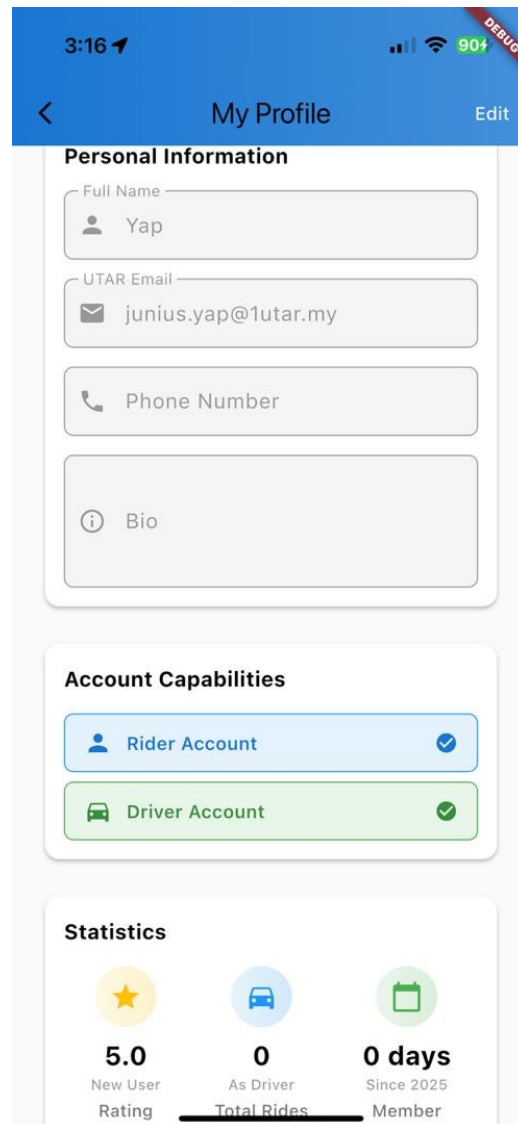 3:16
90
DEBUG
My Profile
Edit
Personal Information
Full Name
Yap
UTAR Email
junius.yap@1utar.my
Phone Number
Bio
Account Capabilities
Rider Account
Driver Account
Statistics
5.0
0
0 days
New User
As Driver
Since 2025
Rating
Total Rides
Member